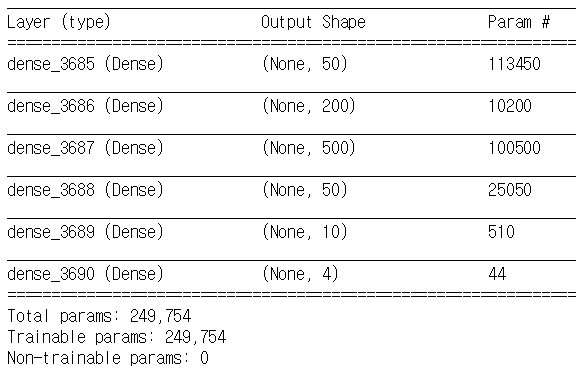 Layer (type) Output Shape Param #
dense_3685 (Dense) (None, 50) 113450
dense_3686 (Dense) (None, 200) 10200
dense_3687 (Dense) (None, 500) 100500
dense_3688 (Dense) (None, 50) 25050
dense_3689 (Dense) (None, 10) 510
dense_3690 (Dense) (None, 4) 44
Total params: 249,754
Trainable params: 249,754
Non-trainable params: 0